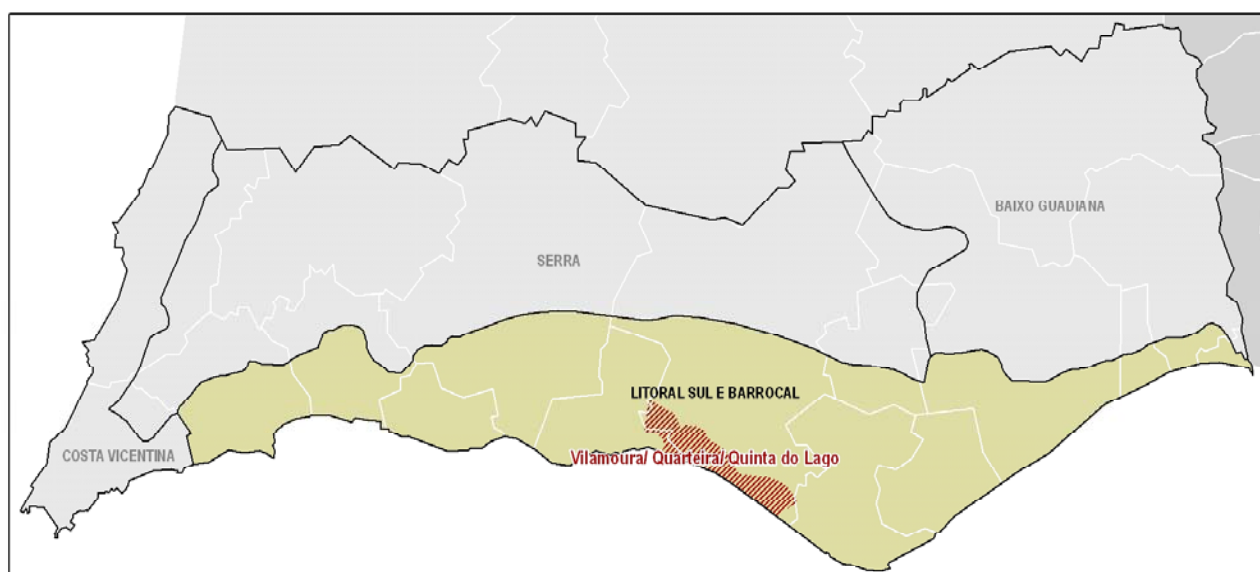 BAIXO GUADIANA
SERRA
LITORAL SUL E BARROCAL
COSTA VICENTINA
Vilamoura/ Quarteira/ Quinta do Lago